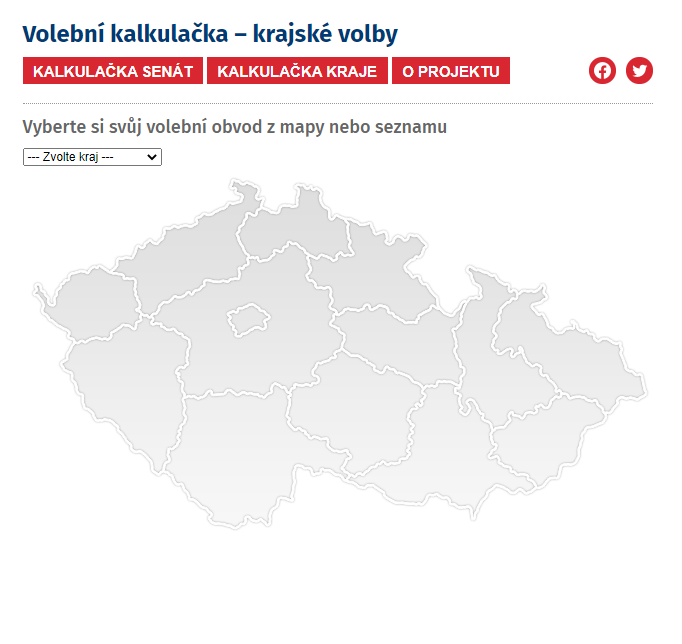 Volební kalkulačka – krajské volby
KALKULAČKA SENÁT KALKULAČKA KRAJE O PROJEKTU
Vyberte si svůj volební obvod z mapy nebo seznamu
--- Zvolte kraj ---